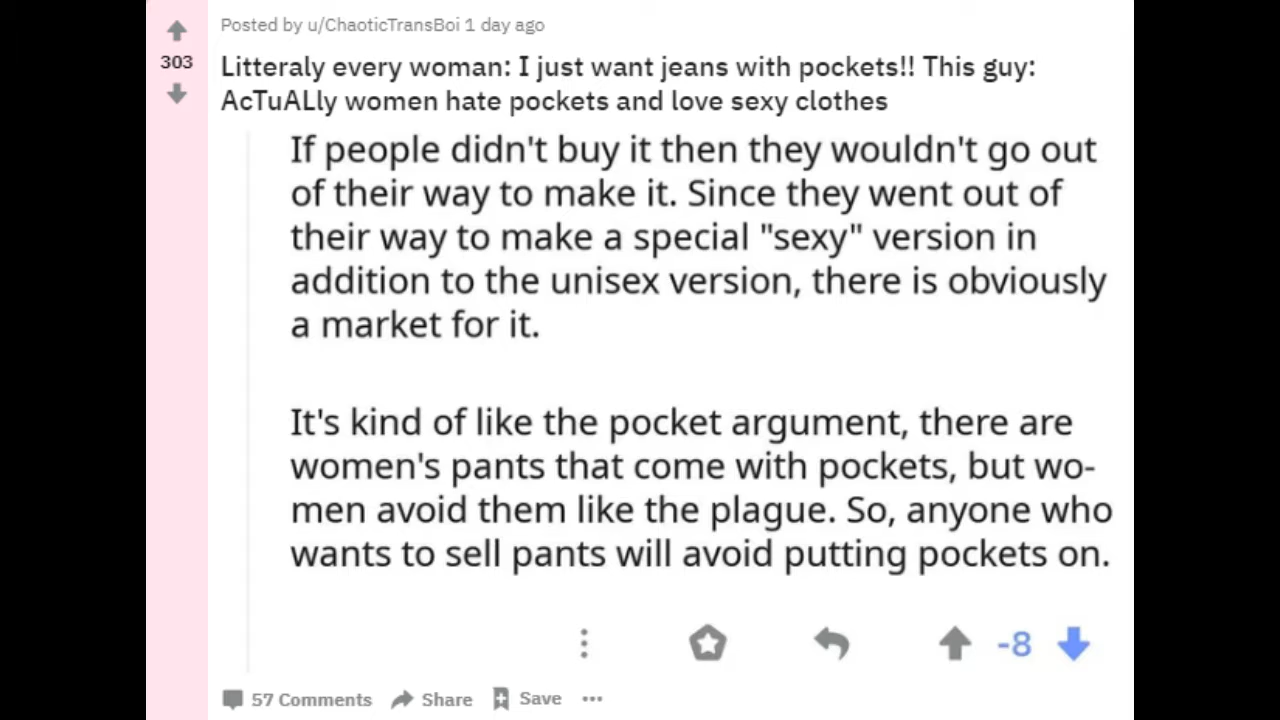 Posted by u/ChaoticTransBoi 1 day ago
303
Litteraly every woman: I just want jeans with pockets!! This guy:
AcTuALly women hate pockets and love sexy clothes
If people didn't buy it then they wouldn't go out
of their way to make it. Since they went out of
their way to make a special "sexy" version in
addition to the unisex version, there is obviously
a market for it.
It's kind of like the pocket argument, there are
women's pants that come with pockets, but wo-
men avoid them like the plague. So, anyone who
wants to sell pants will avoid putting pockets on.
-8
57 Comments Share Save